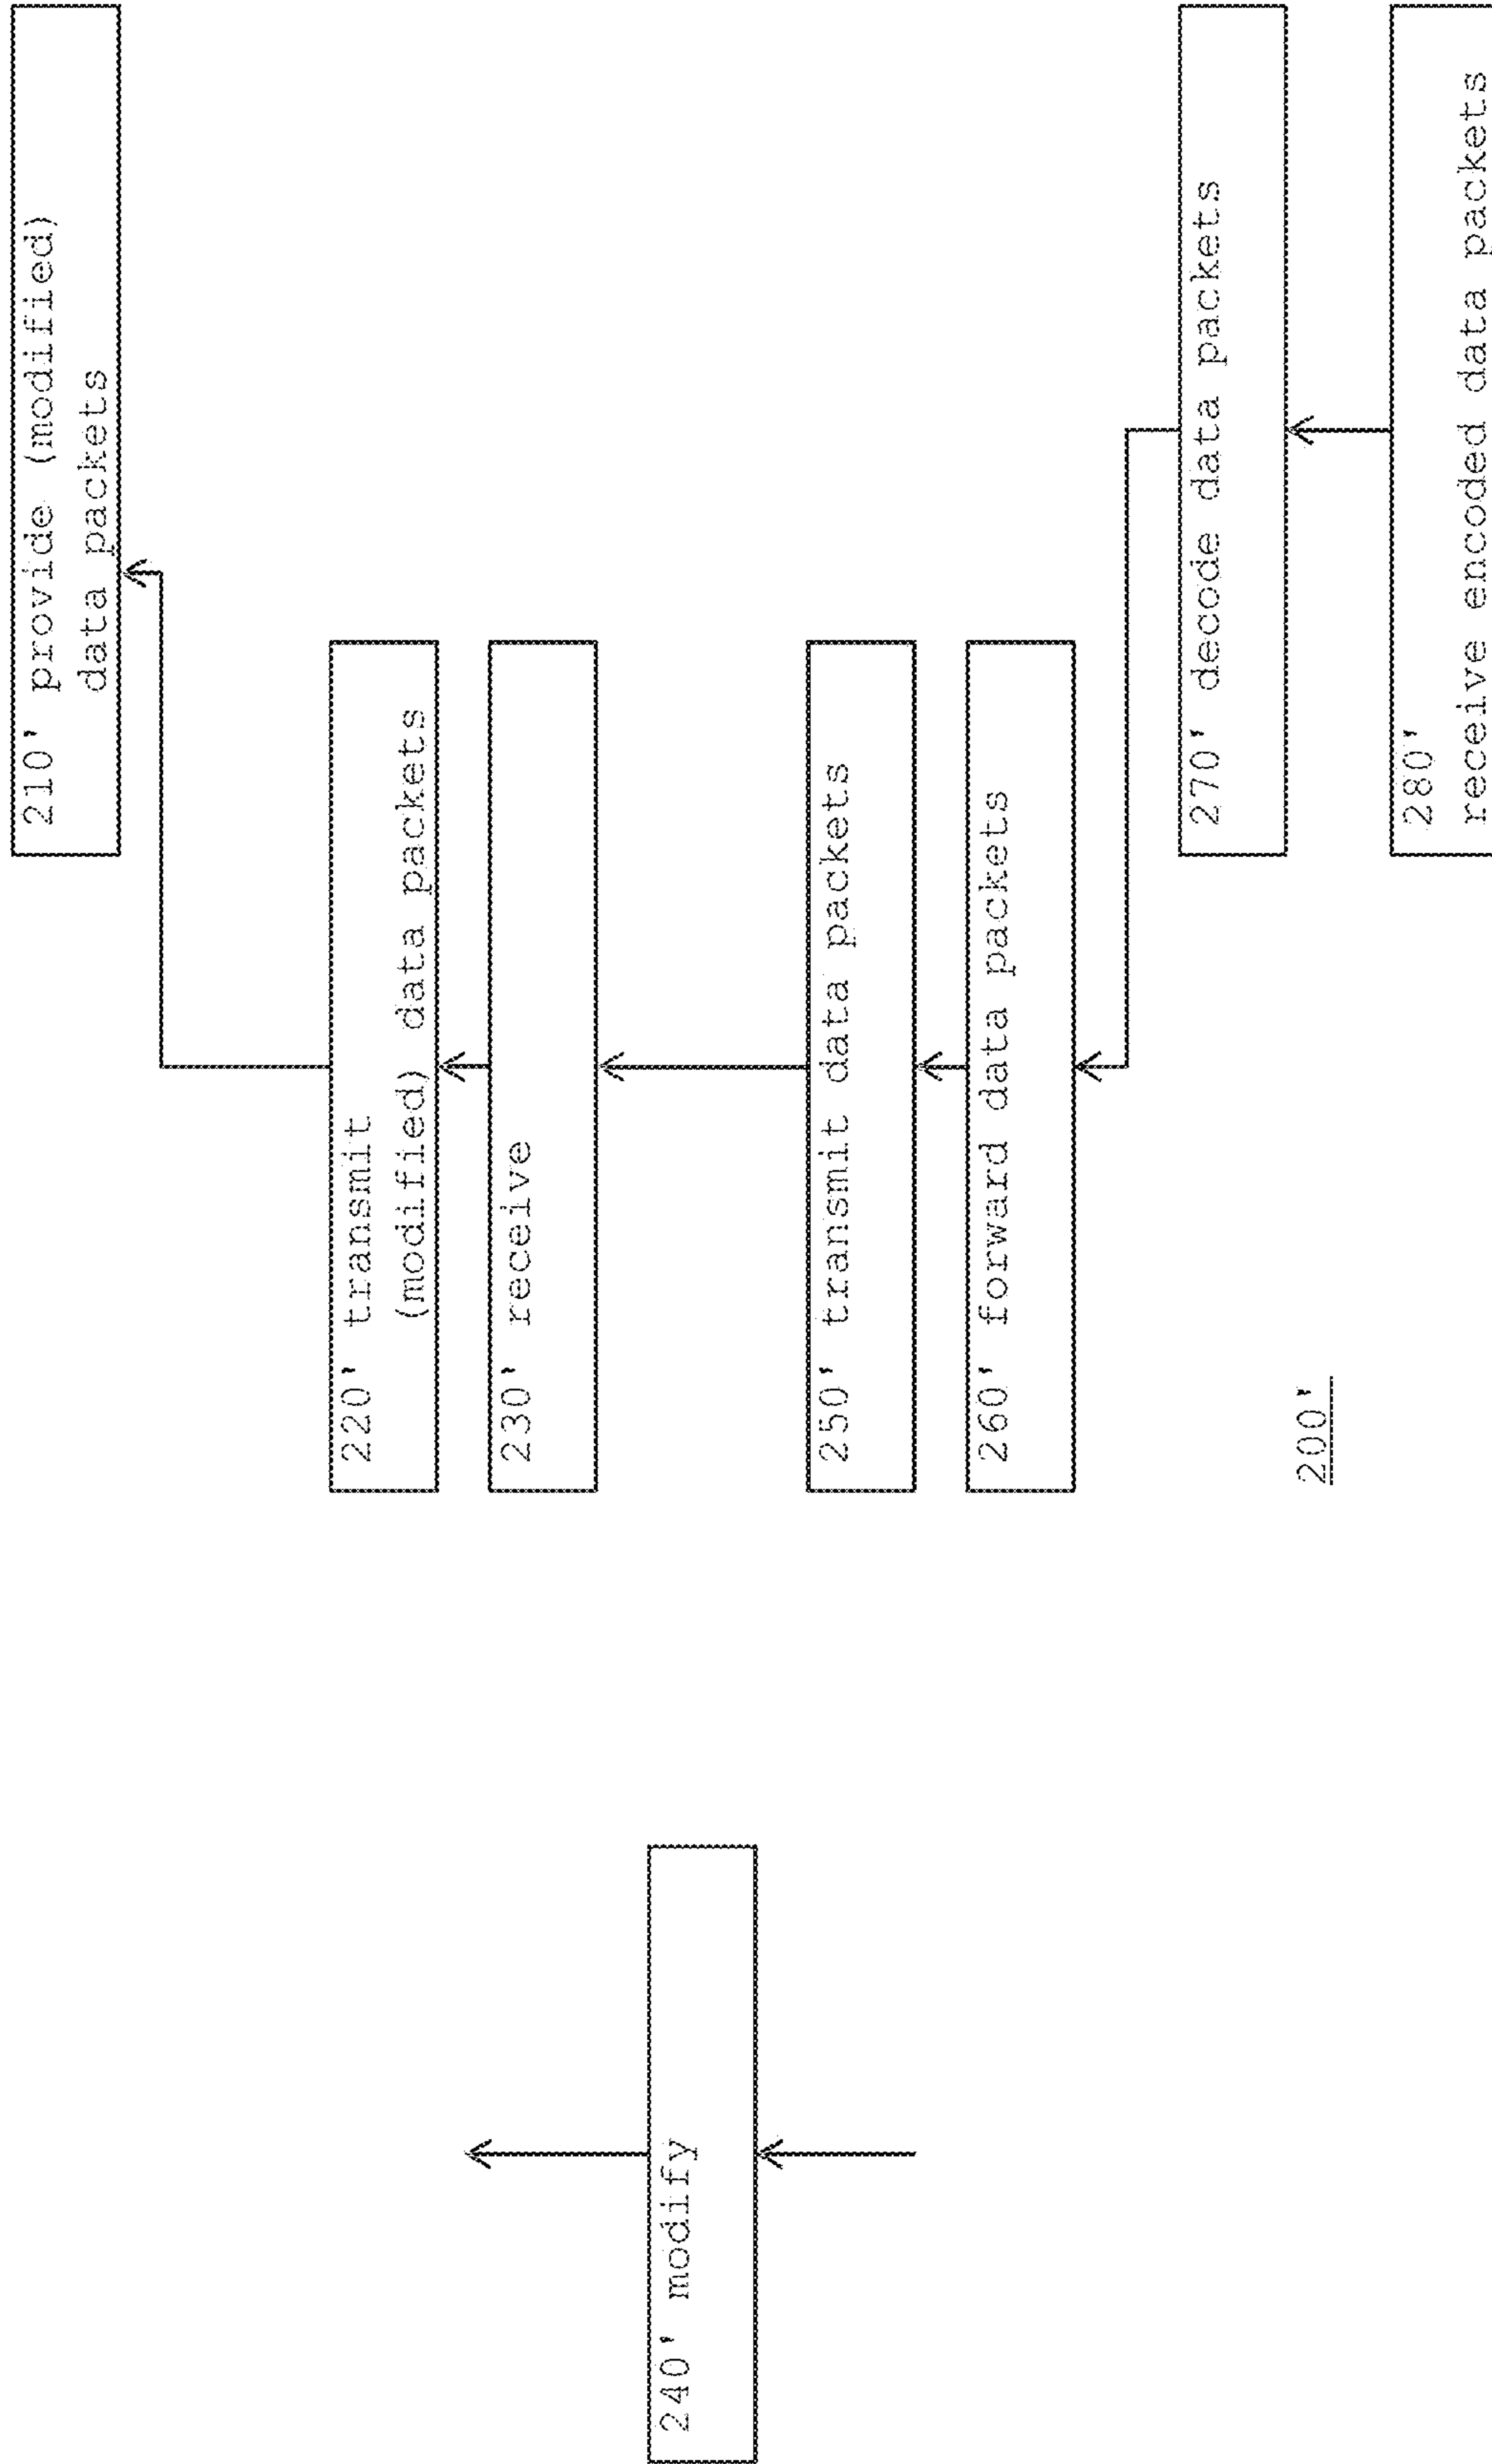 210' provide (modified)
data packets
220' transmit
(modified) data packets
230' receive
240' modify
250' transmit data packets
260' forward data packets
270' decode data packets
280'
receive encoded data packets
200'